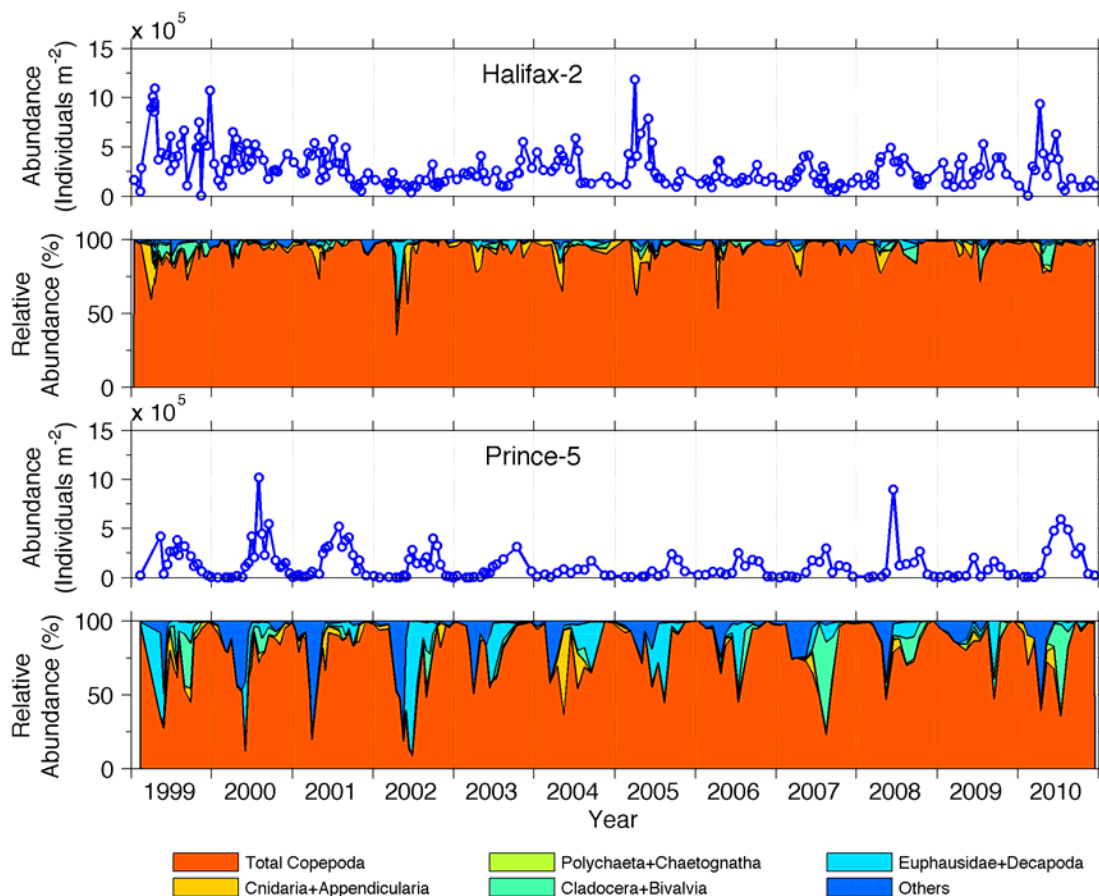 x 10^5
15
10
5
0
Abundance
(Individuals m^-2)
Halifax-2
100
50
0
Relative
Abundance (%)
x 10^5
15
10
5
0
Abundance
(Individuals m^-2)
Prince-5
100
50
0
Relative
Abundance (%)
1999 2000 2001 2002 2003 2004 2005 2006 2007 2008 2009 2010
Year
Total Copepoda Polychaeta+Chaetognatha Euphausidae+Decapoda
Cnidaria+Appendicularia Cladocera+Bivalvia Others